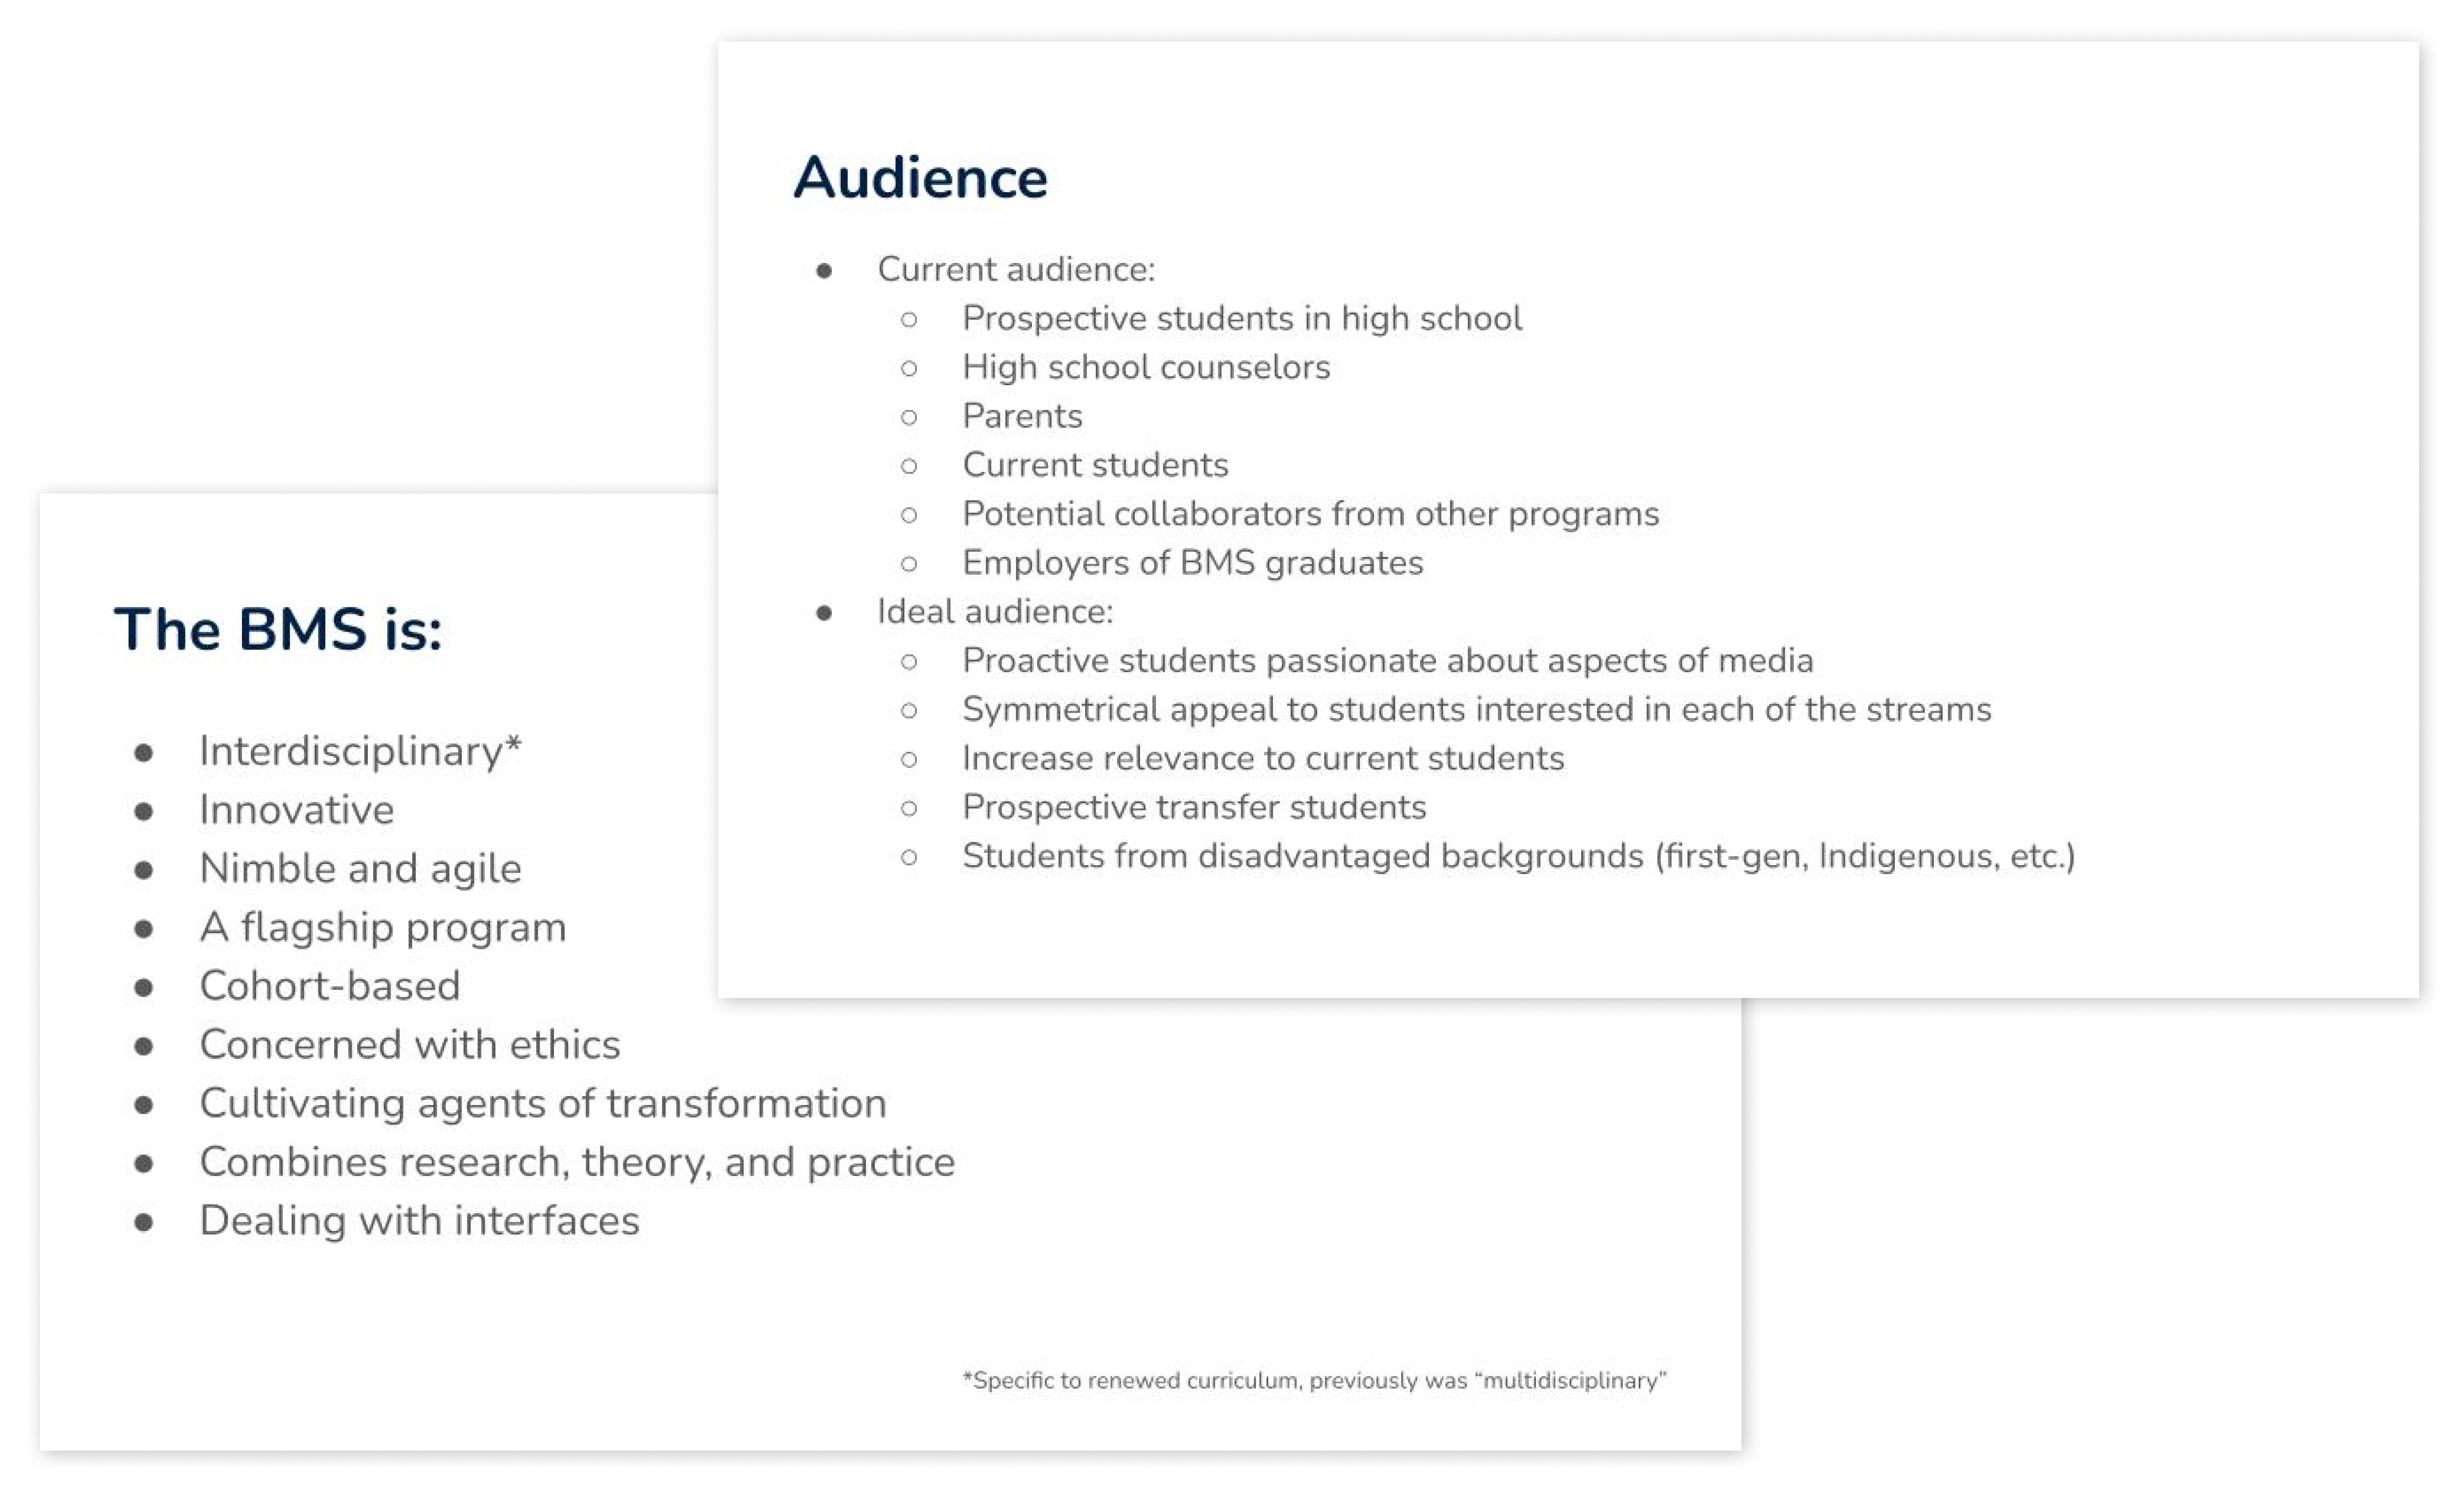 Audience
● Current audience:
○ Prospective students in high school
○ High school counselors
○ Parents
○ Current students
○ Potential collaborators from other programs
○ Employers of BMS graduates
● Ideal audience:
○ Proactive students passionate about aspects of media
○ Symmetrical appeal to students interested in each of the streams
○ Increase relevance to current students
○ Prospective transfer students
○ Students from disadvantaged backgrounds (first-gen, Indigenous, etc.)
The BMS is:
● Interdisciplinary*
● Innovative
● Nimble and agile
● A flagship program
● Cohort-based
● Concerned with ethics
● Cultivating agents of transformation
● Combines research, theory, and practice
● Dealing with interfaces
*Specific to renewed curriculum, previously was “multidisciplinary”